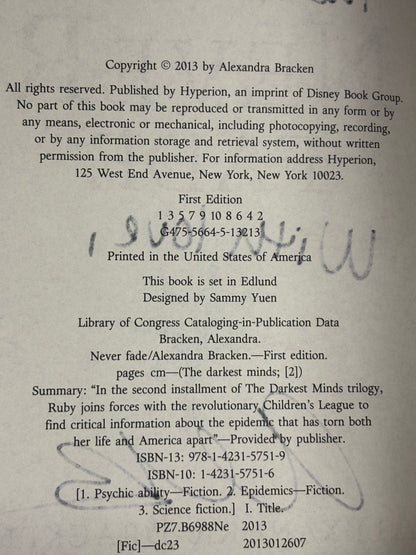 Copyright © 2013 by Alexandra Bracken
All rights reserved. Published by Hyperion, an imprint of Disney Book Group.
No part of this book may be reproduced or transmitted in any form or by
any means, electronic or mechanical, including photocopying, recording,
or by any information storage and retrieval system, without written
permission from the publisher. For information address Hyperion,
125 West End Avenue, New York, New York 10023.
First Edition
1 3 5 7 9 10 8 6 4 2
G475-5664-5-13213
With love,
Printed in the United States of America
This book is set in Edlund
Designed by Sammy Yuen
Library of Congress Cataloging-in-Publication Data
Bracken, Alexandra.
Never fade/Alexandra Bracken.—First edition.
pages cm—(The darkest minds; [2])
Summary: “In the second installment of The Darkest Minds trilogy,
Ruby joins forces with the revolutionary Children’s League to
find critical information about the epidemic that has torn both
her life and America apart”—Provided by publisher.
ISBN-13: 978-1-4231-5751-9
ISBN-10: 1-4231-5751-6
[1. Psychic ability—Fiction. 2. Epidemics—Fiction.
3. Science fiction.] I. Title.
PZ7.B6988Ne 2013
[Fic]—dc23 2013012607